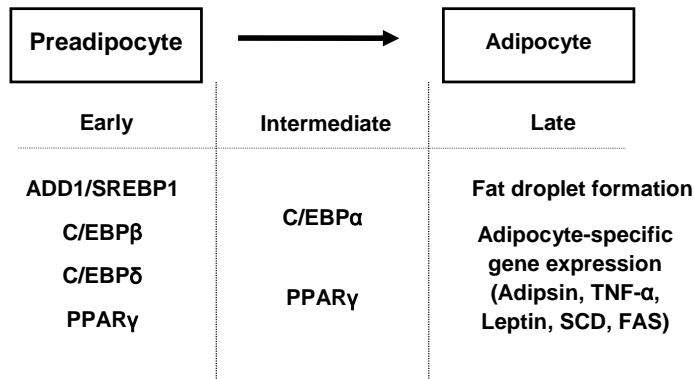 Preadipocyte
Adipocyte
Early
Intermediate
Late
ADD1/SREBP1
C/EBPβ
C/EBPδ
PPARγ
C/EBPα
PPARγ
Fat droplet formation
Adipocyte-specific
gene expression
(Adipsin, TNF-α,
Leptin, SCD, FAS)